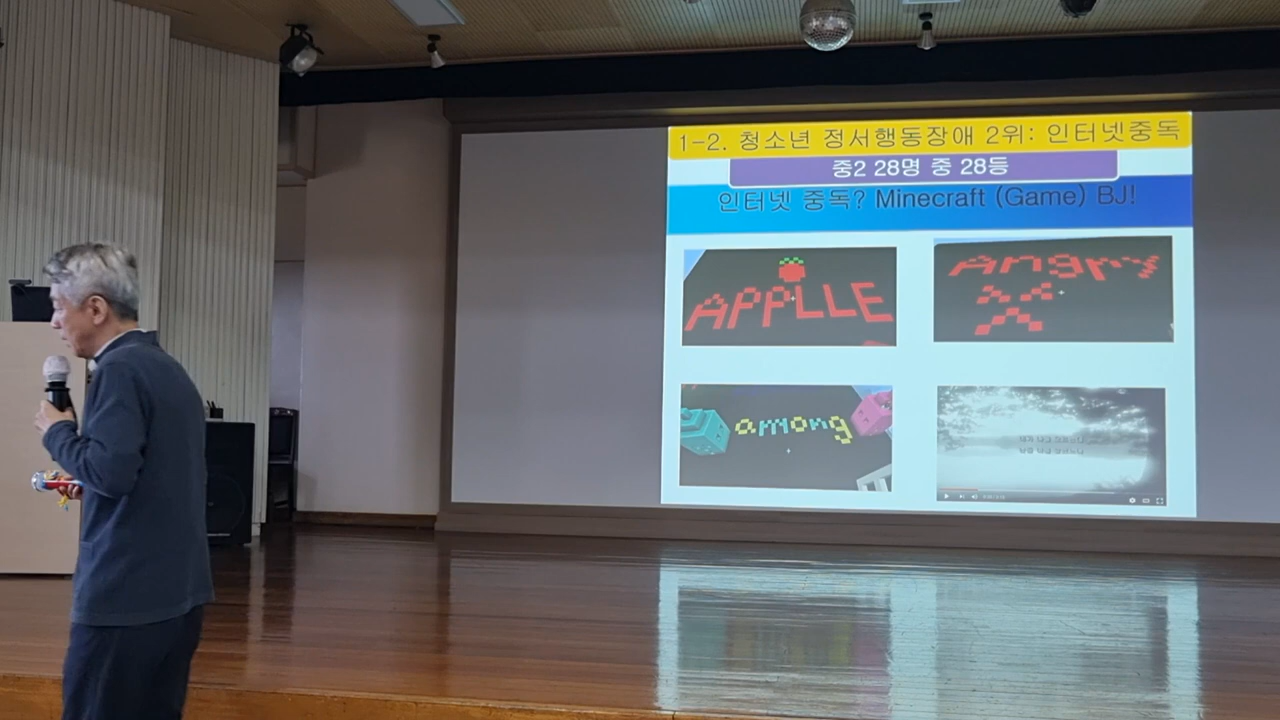 1-2. 청소년 정서행동장애 2위: 인터넷중독
중2 28명 중 28등
인터넷 중독? Minecraft (Game) BJ!
APPLLE
Angry
among